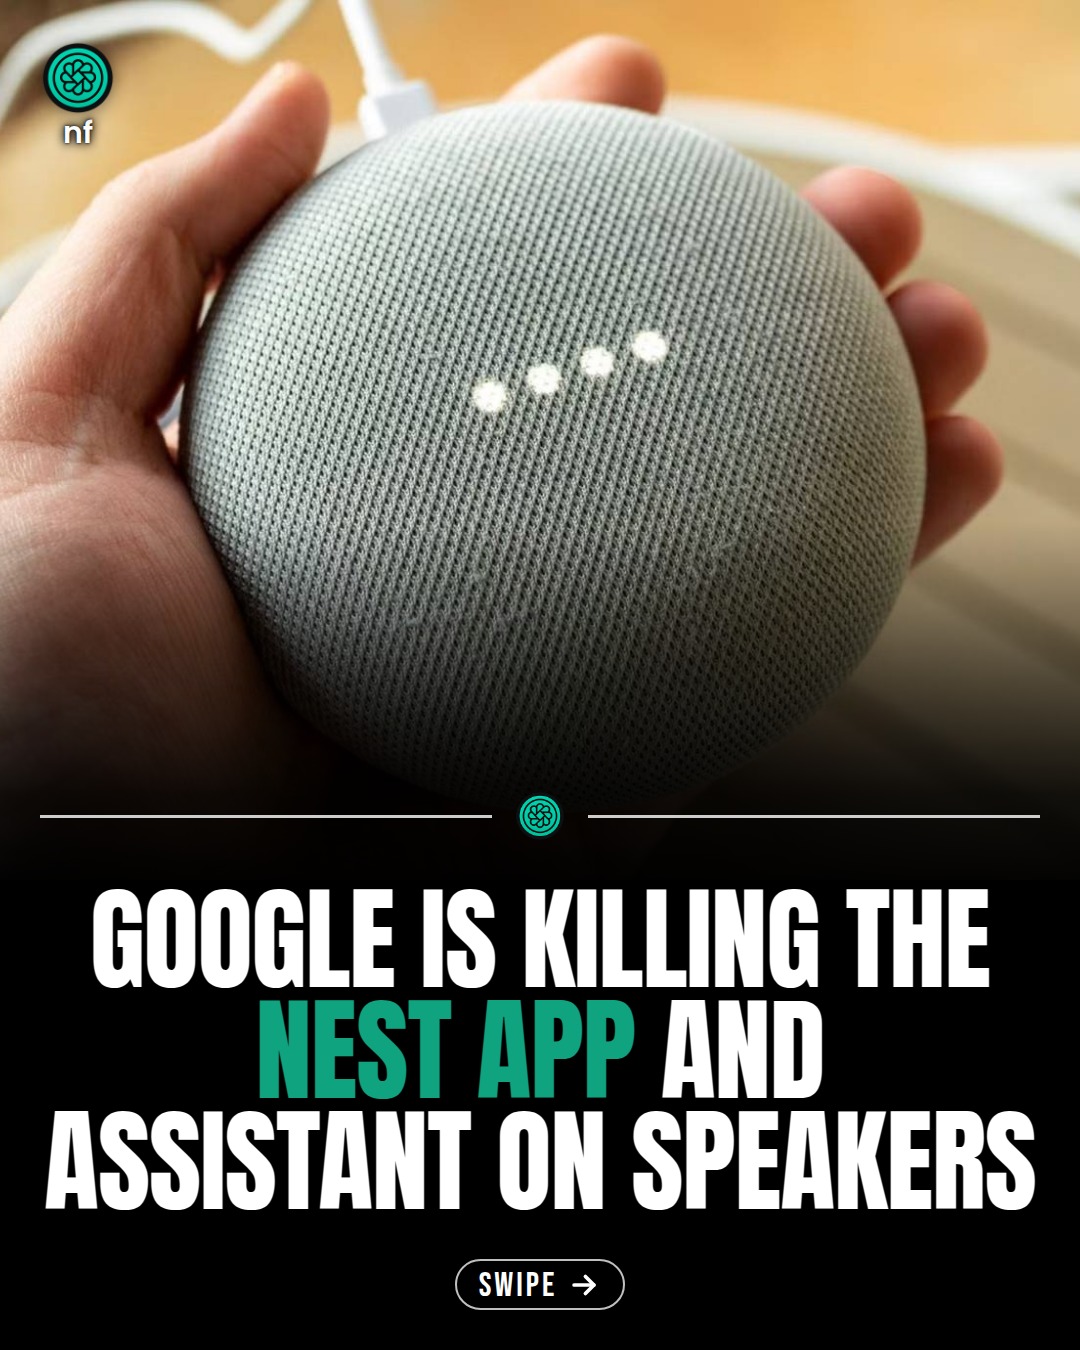 nf
GOOGLE IS KILLING THE
NEST APP AND
ASSISTANT ON SPEAKERS
SWIPE →